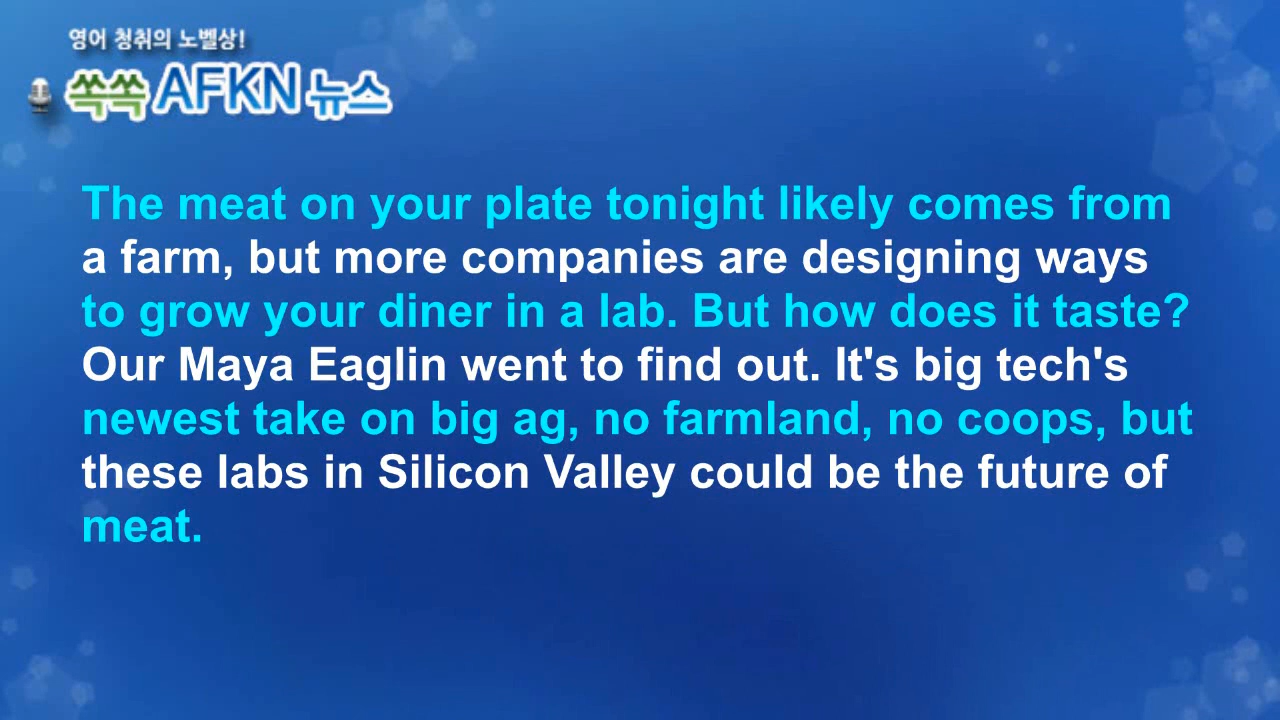 영어 청취의 노벨상!
쏙쏙 AFKN 뉴스
The meat on your plate tonight likely comes from
a farm, but more companies are designing ways
to grow your diner in a lab. But how does it taste?
Our Maya Eaglin went to find out. It's big tech's
newest take on big ag, no farmland, no coops, but
these labs in Silicon Valley could be the future of
meat.